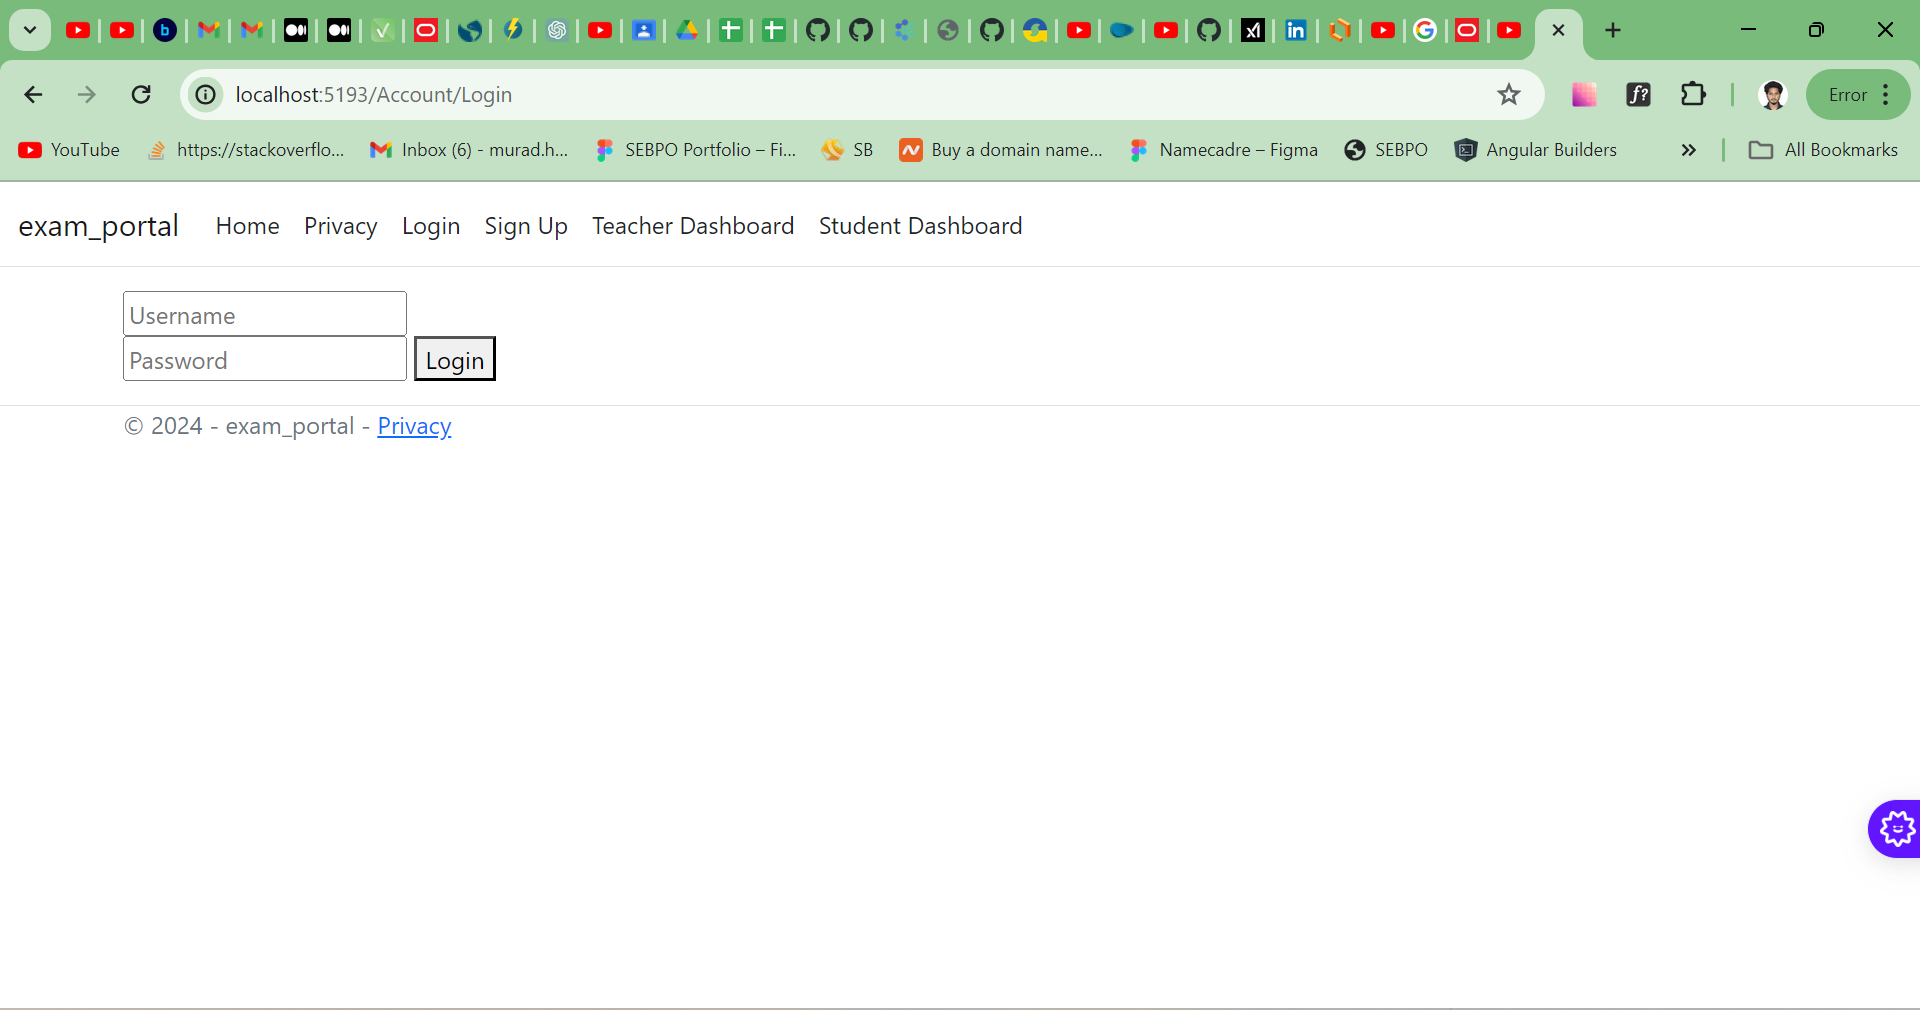 localhost:5193/Account/Login
Error
YouTube https://stackoverflo... Inbox (6) - murad.h... SEBPO Portfolio – Fi... SB Buy a domain name... Namecadre – Figma SEBPO Angular Builders » All Bookmarks
exam_portal Home Privacy Login Sign Up Teacher Dashboard Student Dashboard
Username
Password Login
© 2024 - exam_portal - Privacy